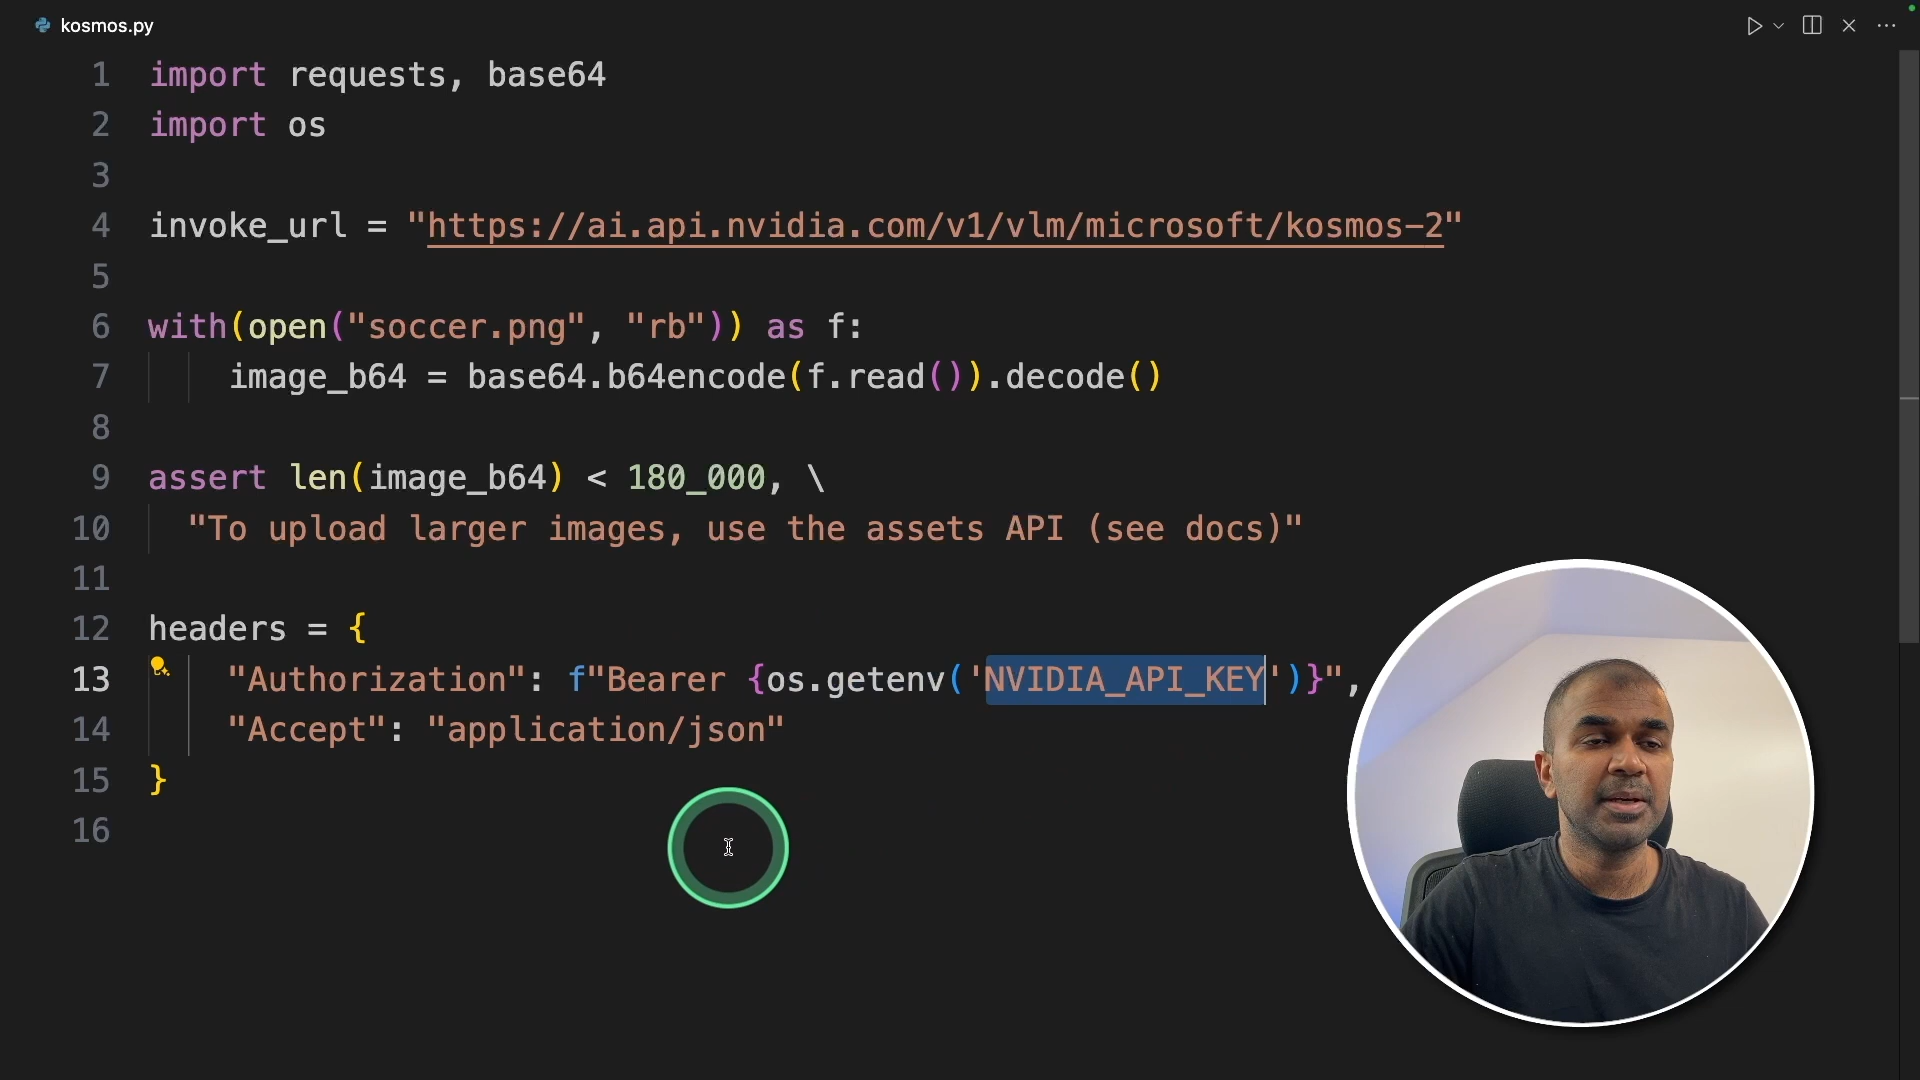 kosmos.py
1 import requests, base64
2 import os
3
4 invoke_url = "https://ai.api.nvidia.com/v1/vlm/microsoft/kosmos-2"
5
6 with(open("soccer.png", "rb")) as f:
7 image_b64 = base64.b64encode(f.read()).decode()
8
9 assert len(image_b64) < 180_000, \
10 "To upload larger images, use the assets API (see docs)"
11
12 headers = {
13 "Authorization": f"Bearer {os.getenv('NVIDIA_API_KEY')}",
14 "Accept": "application/json"
15 }
16